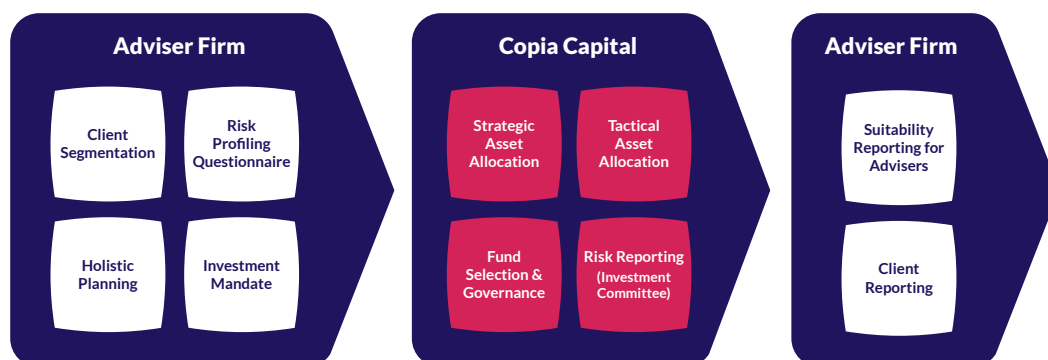 Adviser Firm
Client
Segmentation
Risk
Profiling
Questionnaire
Holistic
Planning
Investment
Mandate
Copia Capital
Strategic
Asset
Allocation
Tactical
Asset
Allocation
Fund
Selection &
Governance
Risk Reporting
(Investment
Committee)
Adviser Firm
Suitability
Reporting for
Advisers
Client
Reporting